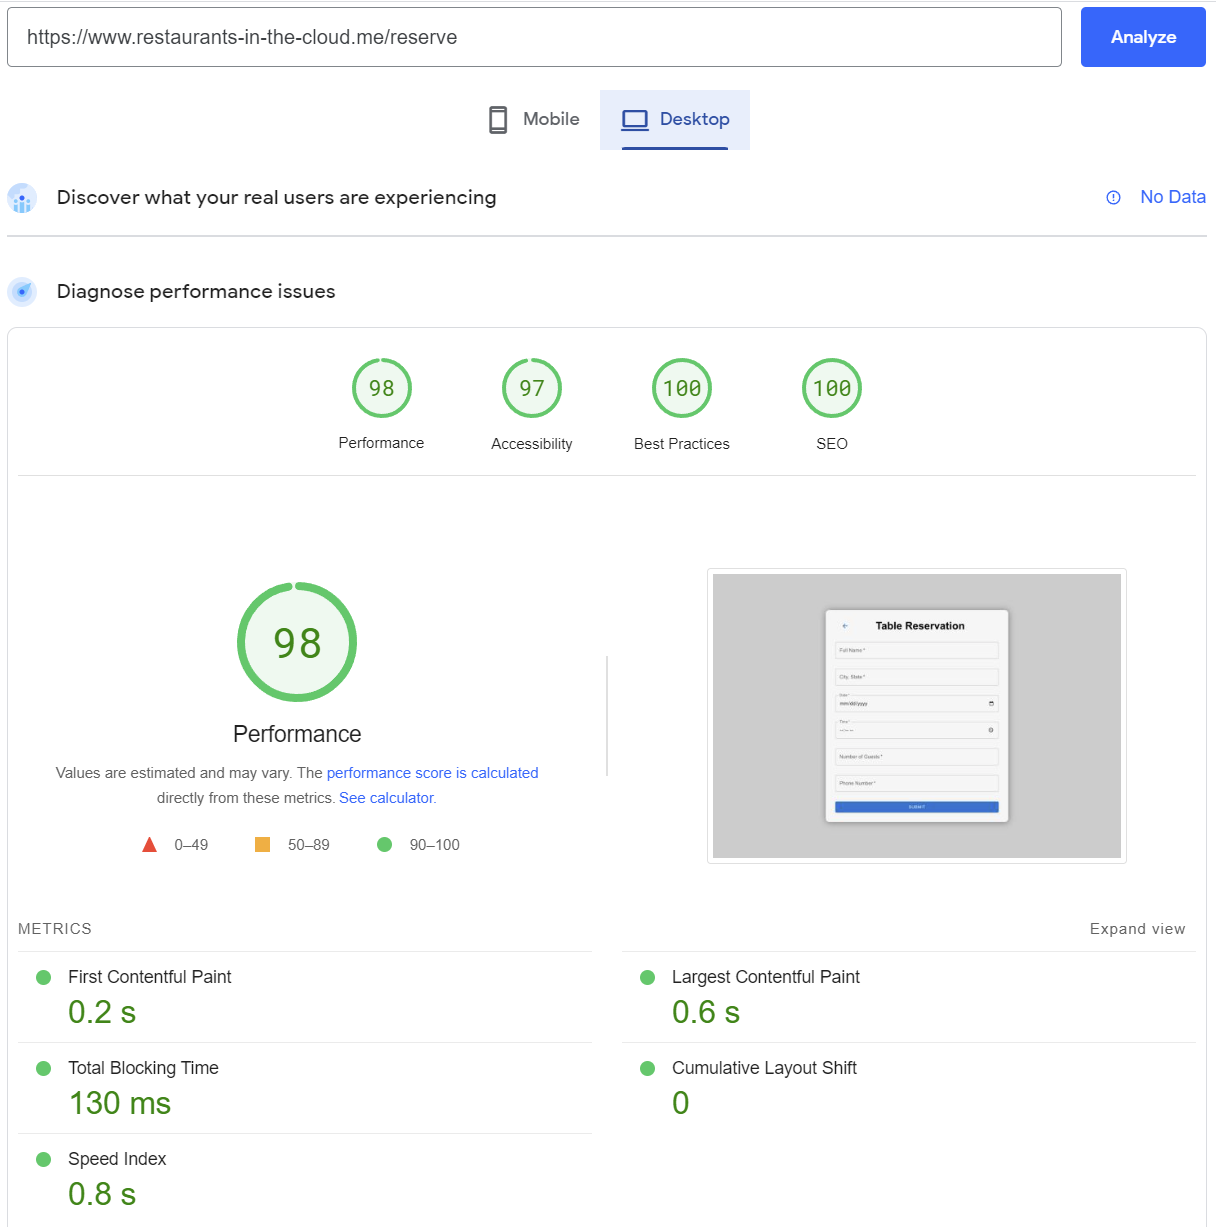 https://www.restaurants-in-the-cloud.me/reserve
Analyze
Mobile
Desktop
Discover what your real users are experiencing
No Data
Diagnose performance issues
98
97
100
100
Performance
Accessibility
Best Practices
SEO
98
Performance
Values are estimated and may vary. The performance score is calculated
directly from these metrics. See calculator.
0–49
50–89
90–100
Table Reservation
Full Name *
City, State *
Date *
mm/dd/yyyy
Time *
--:-- --
Number of Guests *
Phone Number *
SUBMIT
METRICS
Expand view
First Contentful Paint
0.2 s
Largest Contentful Paint
0.6 s
Total Blocking Time
130 ms
Cumulative Layout Shift
0
Speed Index
0.8 s